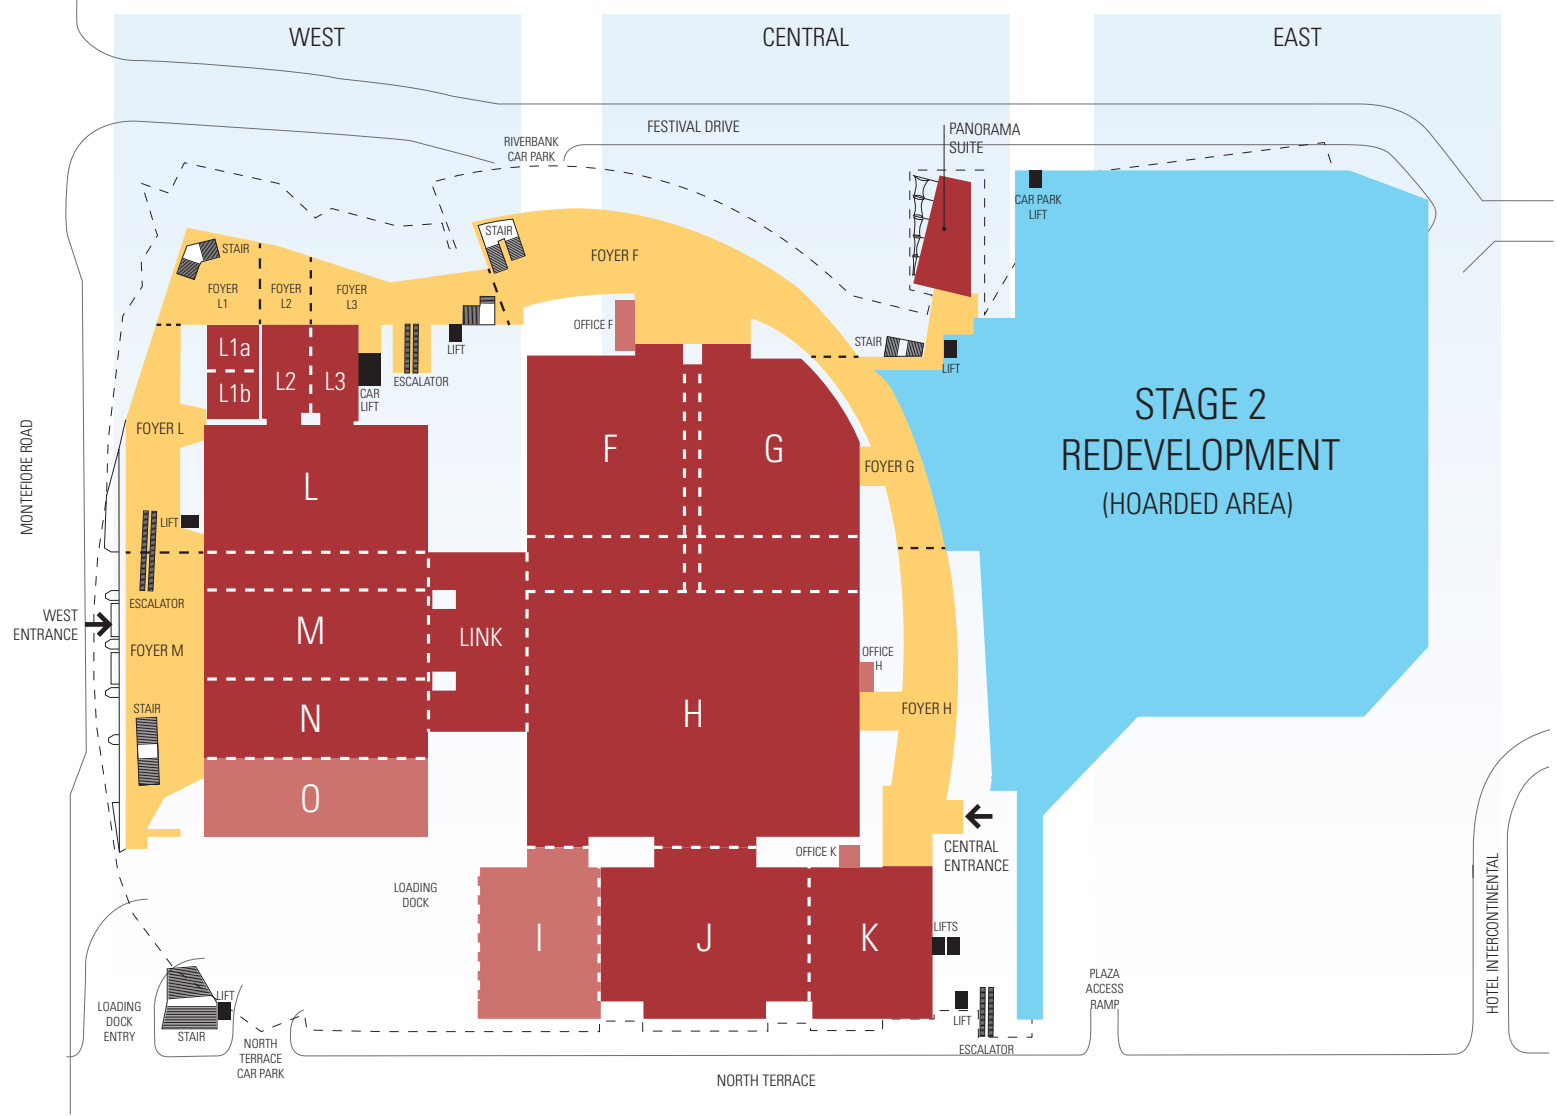 WEST
CENTRAL
EAST
FESTIVAL DRIVE
PANORAMA
SUITE
RIVERBANK
CAR PARK
CAR PARK
LIFT
STAIR
STAIR
FOYER F
FOYER
L1
FOYER
L2
FOYER
L3
OFFICE F
STAIR
LIFT
LIFT
L1a
L1b
L2
L3
CAR
LIFT
ESCALATOR
STAGE 2
REDEVELOPMENT
(HOARDED AREA)
FOYER L
MONTEFIORE ROAD
F
G
FOYER G
L
LIFT
ESCALATOR
WEST
ENTRANCE
M
LINK
FOYER M
OFFICE
H
STAIR
N
H
FOYER H
O
CENTRAL
ENTRANCE
OFFICE K
LOADING
DOCK
I
J
K
LIFTS
HOTEL INTERCONTINENTAL
PLAZA
ACCESS
RAMP
LIFT
LOADING
DOCK
ENTRY
STAIR
LIFT
ESCALATOR
NORTH
TERRACE
CAR PARK
NORTH TERRACE